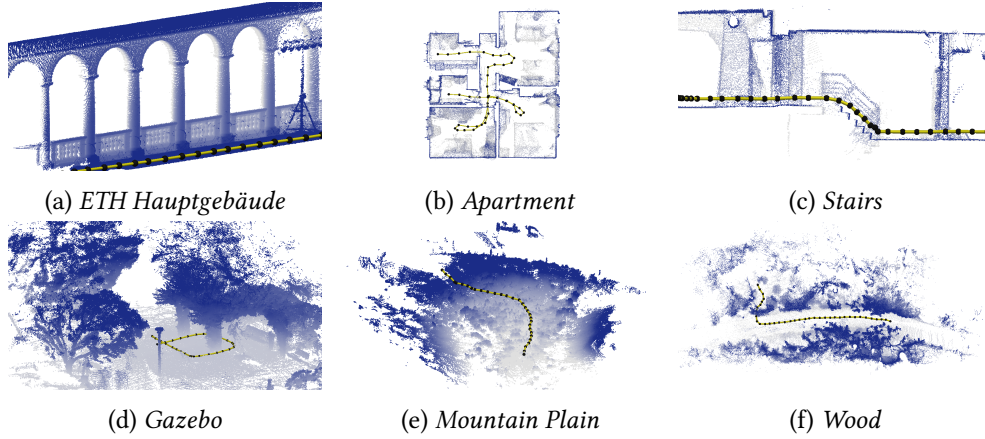 (a) ETH Hauptgebäude
(b) Apartment
(c) Stairs
(d) Gazebo
(e) Mountain Plain
(f) Wood